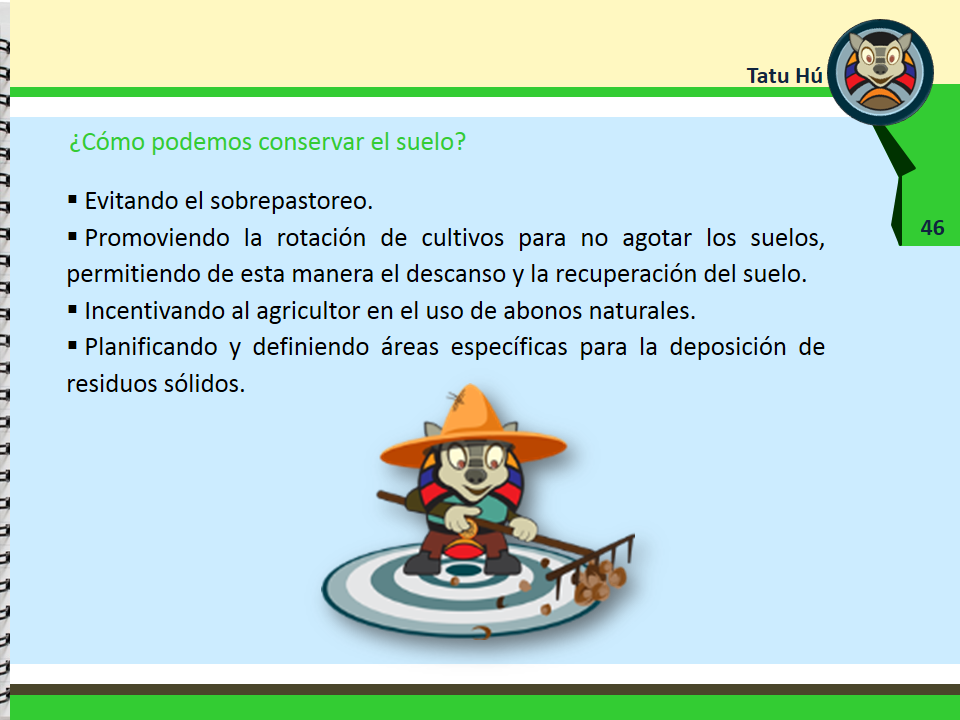 Tatu Hú
¿Cómo podemos conservar el suelo?
▪ Evitando el sobrepastoreo.
▪ Promoviendo la rotación de cultivos para no agotar los suelos,
permitiendo de esta manera el descanso y la recuperación del suelo.
▪ Incentivando al agricultor en el uso de abonos naturales.
▪ Planificando y definiendo áreas específicas para la deposición de
residuos sólidos.
46